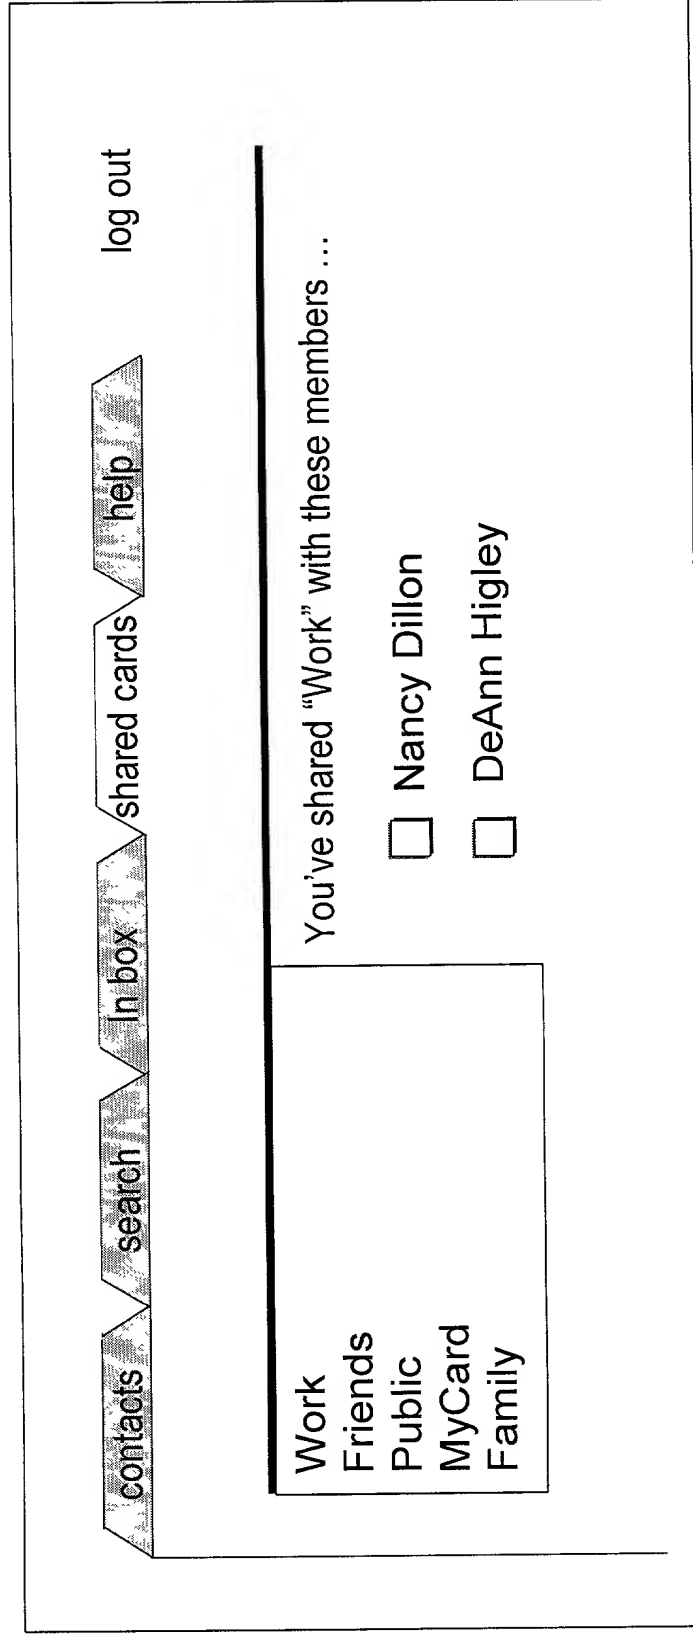 contacts search In box shared cards help log out
You've shared “Work” with these members ...
Work
Friends
Public
MyCard
Family
Nancy Dillon
DeAnn Higley